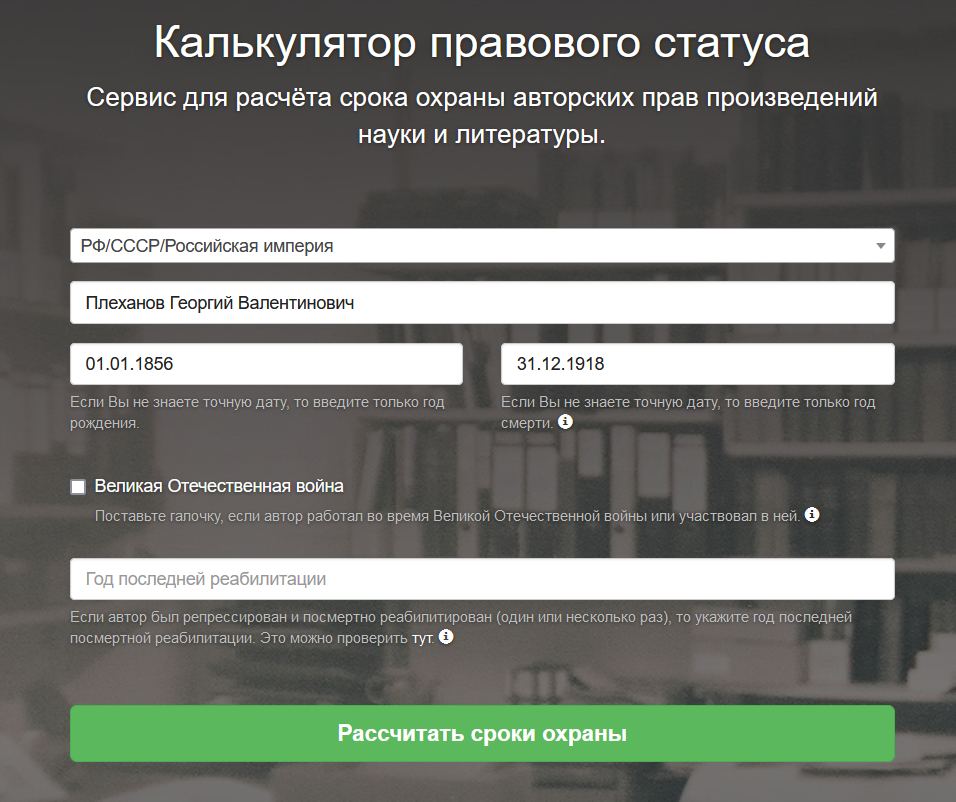 Калькулятор правового статуса
Сервис для расчёта срока охраны авторских прав произведений
науки и литературы.
РФ/СССР/Российская империя
Плеханов Георгий Валентинович
01.01.1856
31.12.1918
Если Вы не знаете точную дату, то введите только год
рождения.
Если Вы не знаете точную дату, то введите только год
смерти.
Великая Отечественная война
Поставьте галочку, если автор работал во время Великой Отечественной войны или участвовал в ней.
Год последней реабилитации
Если автор был репрессирован и посмертно реабилитирован (один или несколько раз), то укажите год последней
посмертной реабилитации. Это можно проверить тут.
Рассчитать сроки охраны